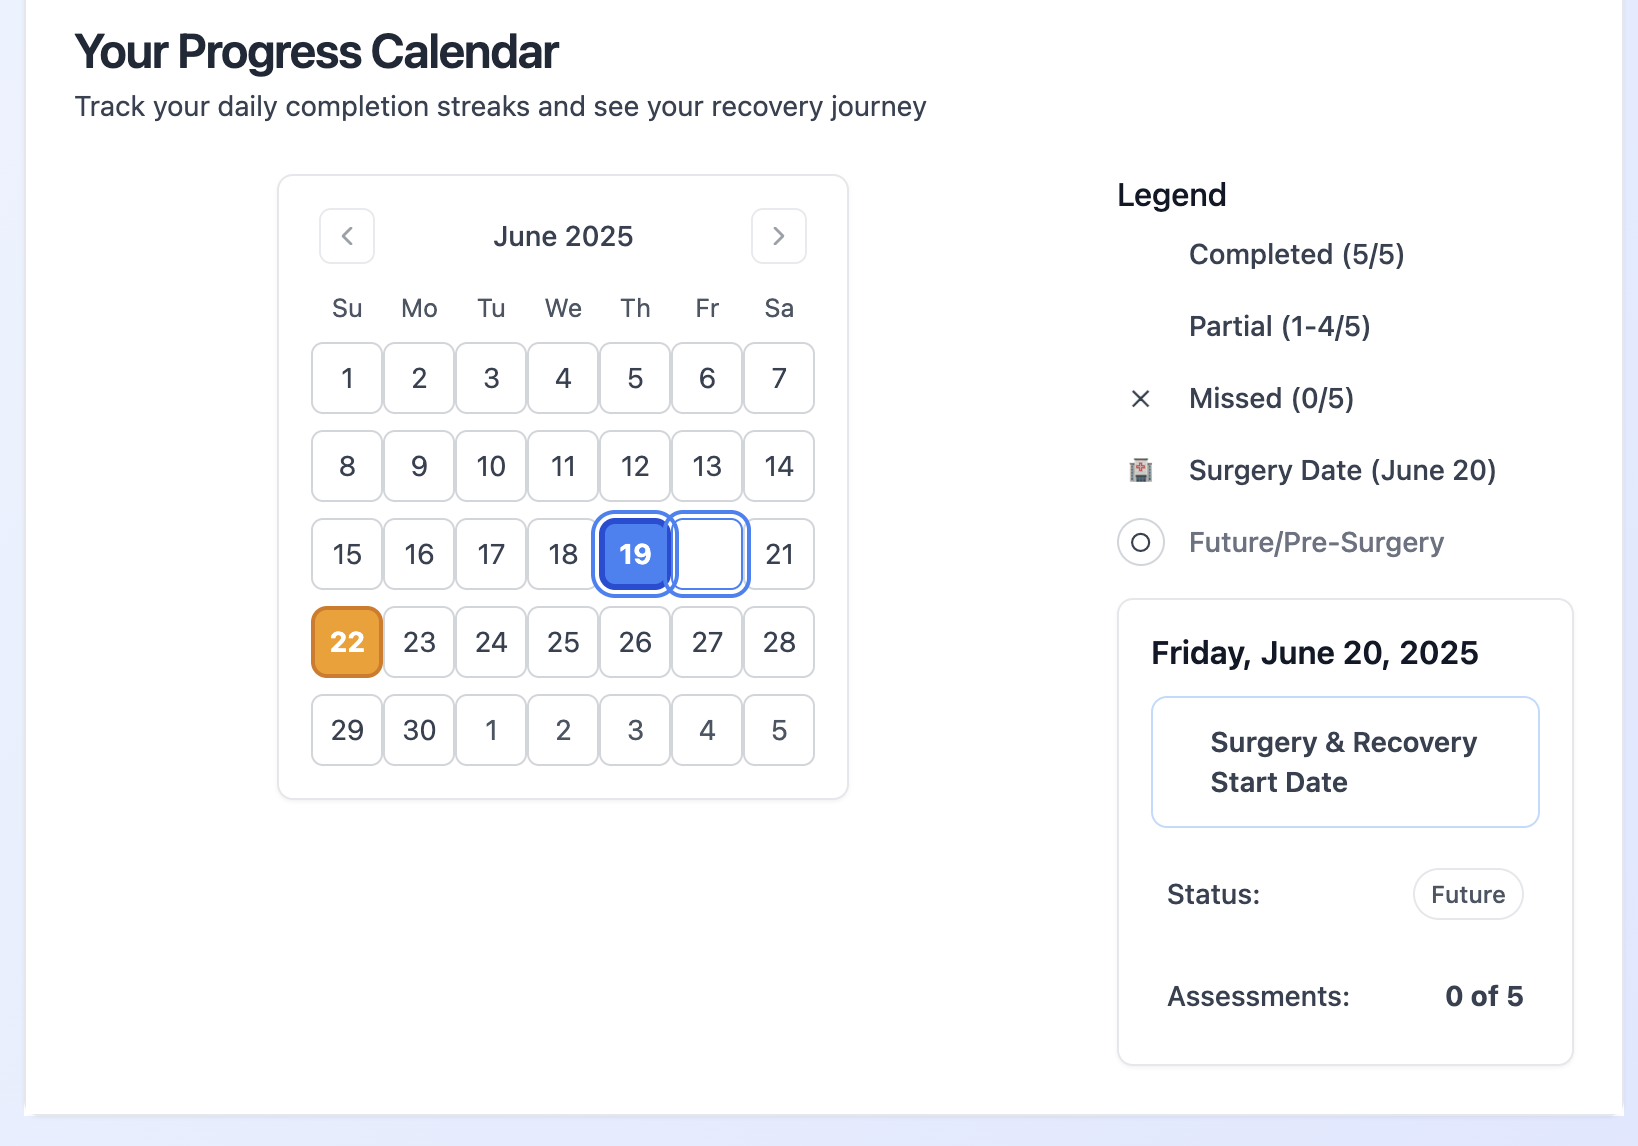 Your Progress Calendar
Track your daily completion streaks and see your recovery journey
June 2025
Su Mo Tu We Th Fr Sa
1 2 3 4 5 6 7
8 9 10 11 12 13 14
15 16 17 18 19 21
22 23 24 25 26 27 28
29 30 1 2 3 4 5
Legend
Completed (5/5)
Partial (1-4/5)
Missed (0/5)
Surgery Date (June 20)
Future/Pre-Surgery
Friday, June 20, 2025
Surgery & Recovery
Start Date
Status: Future
Assessments: 0 of 5